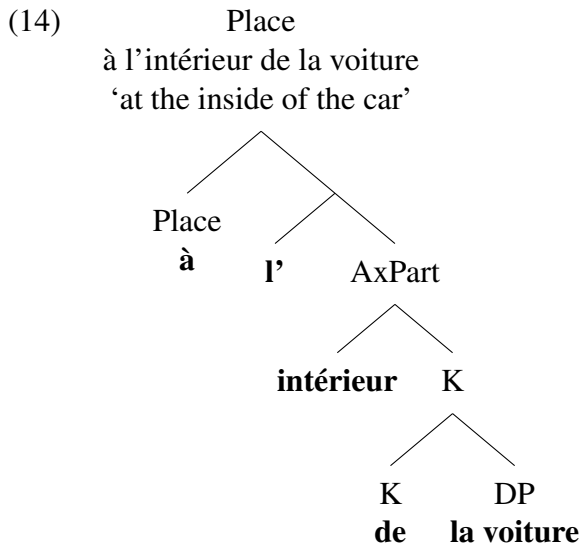 (14) Place
à l'intérieur de la voiture
‘at the inside of the car’
Place
à l’ AxPart
intérieur K
K DP
de la voiture